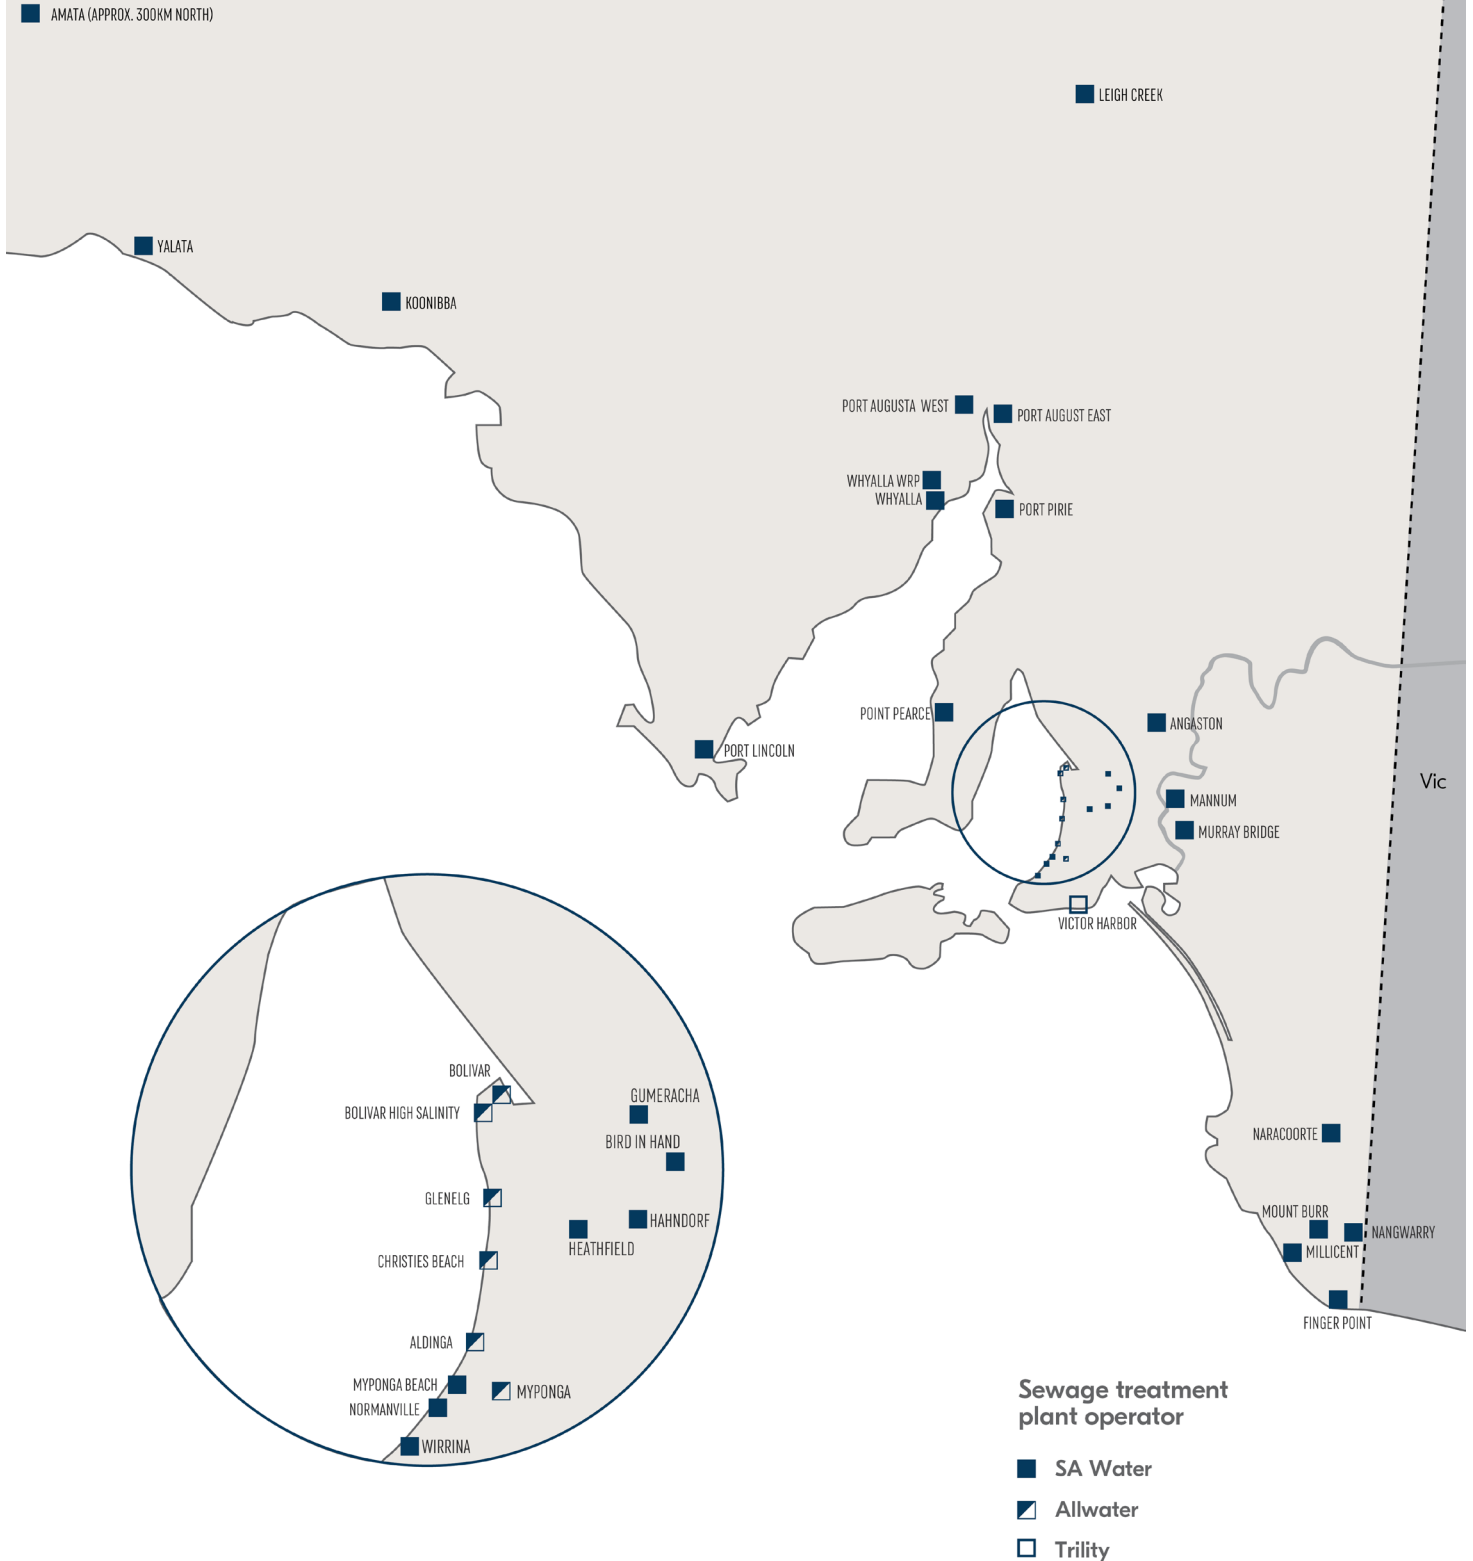 AMATA (APPROX. 300KM NORTH)
LEIGH CREEK
YALATA
KOONIBBA
PORT AUGUSTA WEST
PORT AUGUST EAST
WHYALLA WRP
WHYALLA
PORT PIRIE
POINT PEARCE
ANGASTON
PORT LINCOLN
Vic
MANNUM
MURRAY BRIDGE
VICTOR HARBOR
BOLIVAR
GUMERACHA
BOLIVAR HIGH SALINITY
BIRD IN HAND
NARACOORTE
GLENELG
HAHNDORF
MOUNT BURR
NANGWARRY
HEATHFIELD
MILLICENT
CHRISTIES BEACH
FINGER POINT
ALDINGA
MYPONGA BEACH
MYPONGA
NORMANVILLE
WIRRINA
Sewage treatment
plant operator
SA Water
Allwater
Trility